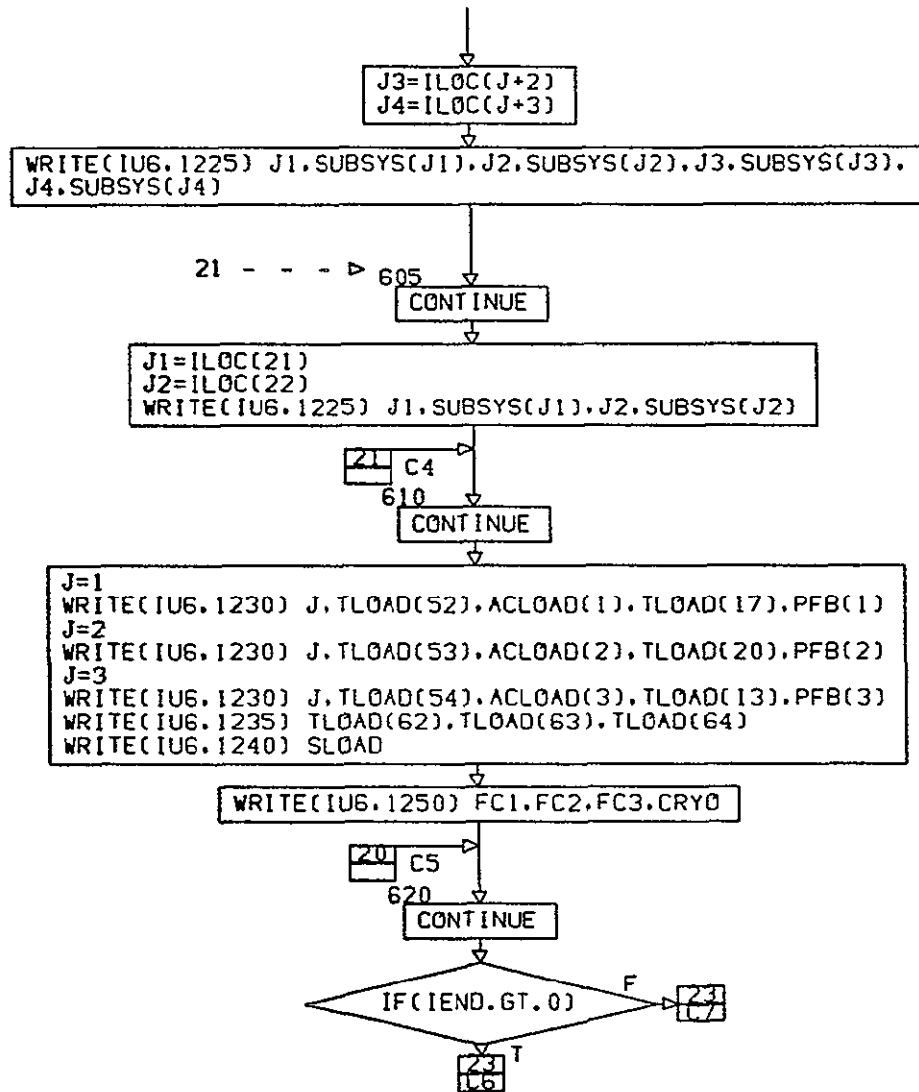 J3=ILOC(J+2)
J4=ILOC(J+3)
WRITE(IU6.1225) J1.SUBSYS(J1).J2.SUBSYS(J2).J3.SUBSYS(J3).
J4.SUBSYS(J4)
21
605
CONTINUE
J1=ILOC(21)
J2=ILOC(22)
WRITE(IU6.1225) J1.SUBSYS(J1).J2.SUBSYS(J2)
21 C4
610
CONTINUE
J=1
WRITE(IU6.1230) J.TLOAD(52).ACLOAD(1).TLOAD(17).PFB(1)
J=2
WRITE(IU6.1230) J.TLOAD(53).ACLOAD(2).TLOAD(20).PFB(2)
J=3
WRITE(IU6.1230) J.TLOAD(54).ACLOAD(3).TLOAD(13).PFB(3)
WRITE(IU6.1235) TLOAD(62).TLOAD(63).TLOAD(64)
WRITE(IU6.1240) SLOAD
WRITE(IU6.1250) FC1.FC2.FC3.CRYO
20 C5
620
CONTINUE
IF(IEND.GT.0)
F
23
C7
T
23
C6